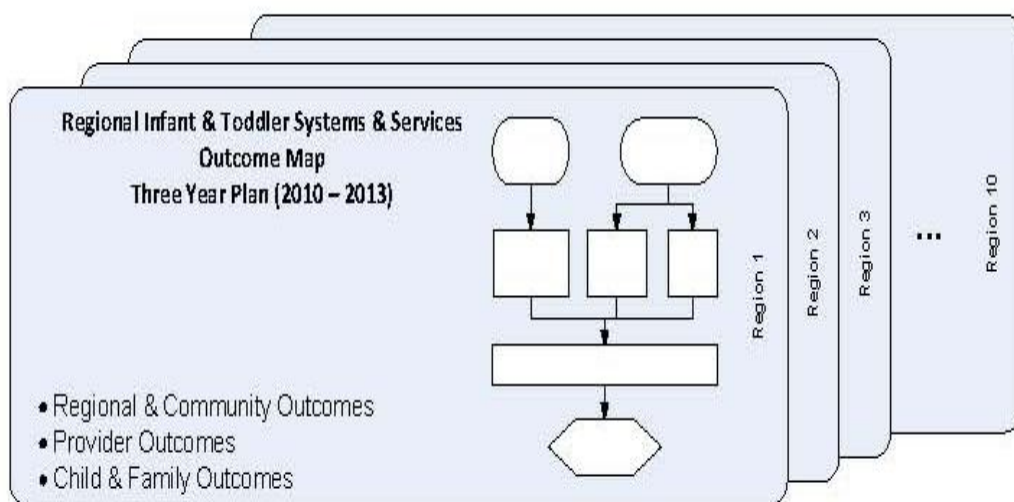 Regional Infant & Toddler Systems & Services
Outcome Map
Three Year Plan (2010 – 2013)
• Regional & Community Outcomes
• Provider Outcomes
• Child & Family Outcomes
Region 1
Region 2
Region 3
...
Region 10